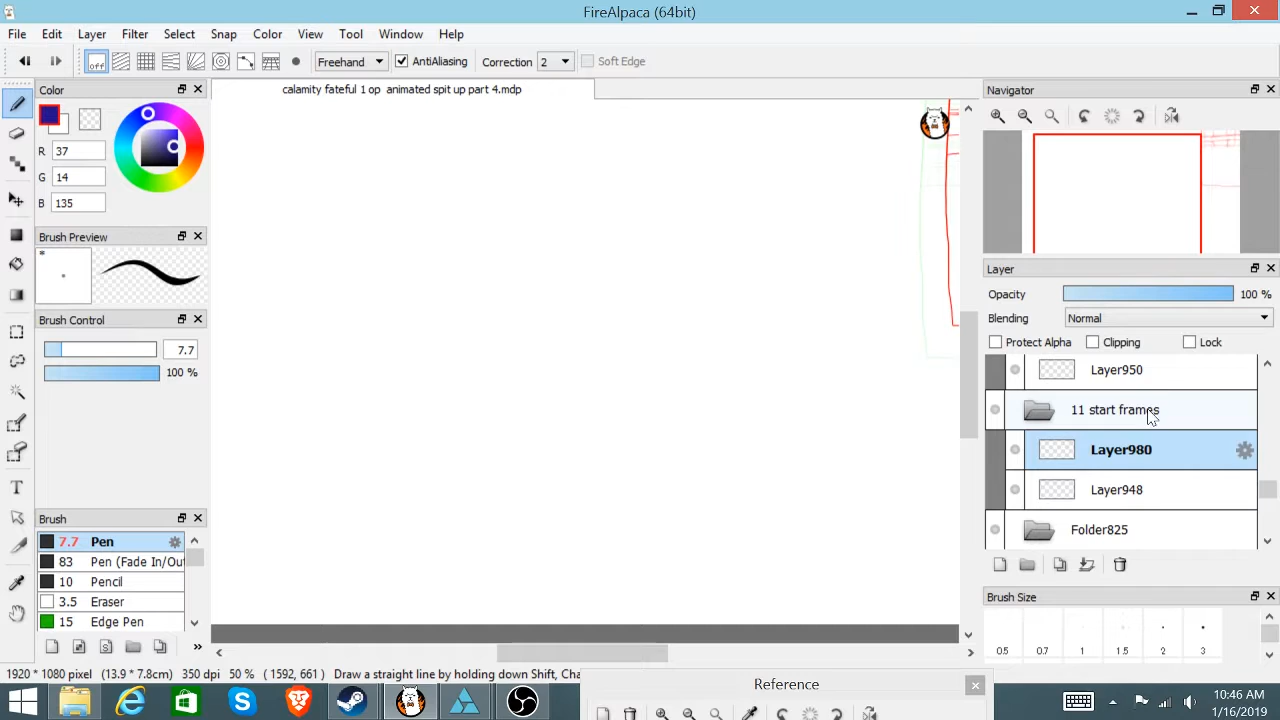 FireAlpaca (64bit)
File Edit Layer Filter Select Snap Color View Tool Window Help
off Freehand AntiAliasing Correction 2 Soft Edge
Color
calamity fateful 1 op animated spit up part 4.mdp
Navigator
R 37
G 14
B 135
Brush Preview
*
Layer
Opacity 100 %
Blending Normal
Brush Control
Protect Alpha Clipping Lock
7.7
100 %
Layer950
11 start frames
Layer980
Layer948
Folder825
Brush
7.7 Pen
83 Pen (Fade In/Out
10 Pencil
3.5 Eraser
15 Edge Pen
Brush Size
0.5 0.7 1 1.5 2 3
»
1920 * 1080 pixel (13.9 * 7.8cm) 350 dpi 50 % ( 1592, 661 ) Draw a straight line by holding down Shift, Cha
Reference
10:46 AM
1/16/2019